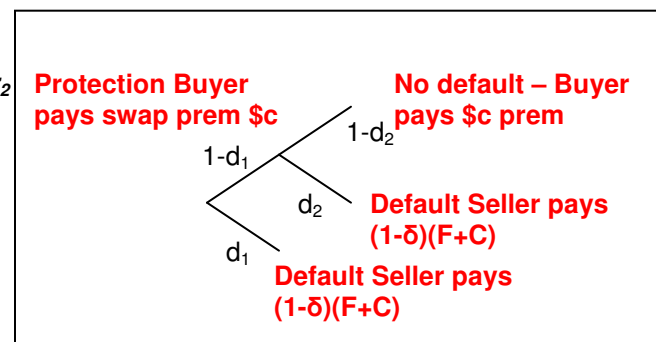 2
Protection Buyer
pays swap prem $c
No default – Buyer
pays $c prem
1-d1
1-d2
d2
Default Seller pays
(1-δ)(F+C)
d1
Default Seller pays
(1-δ)(F+C)